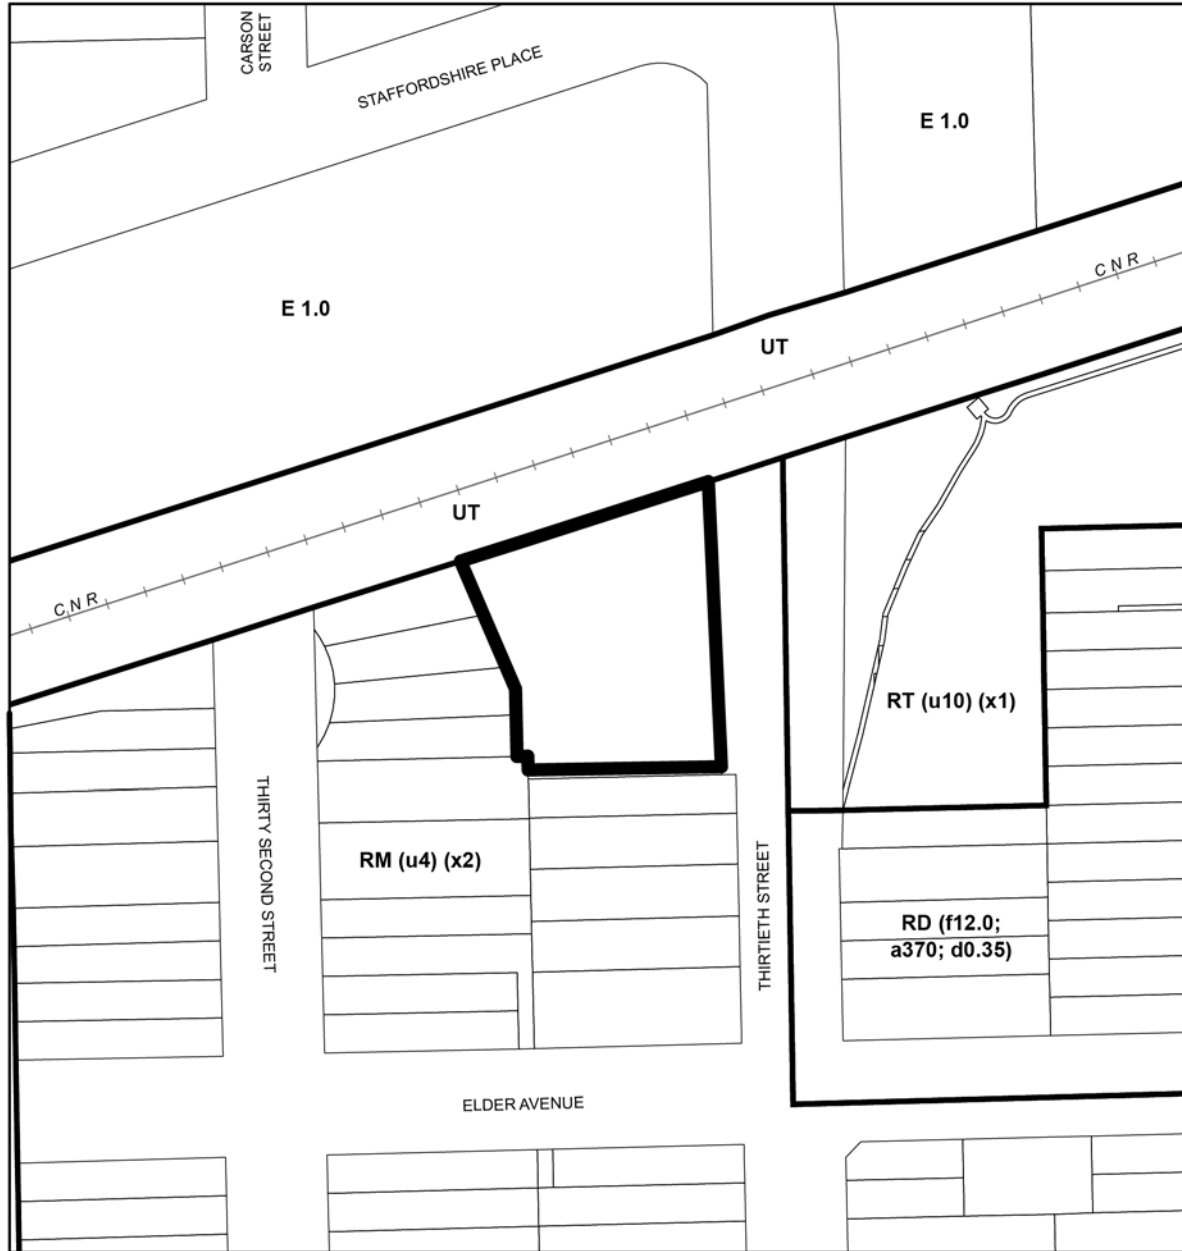 CARSON
STREET
STAFFORDSHIRE PLACE
E 1.0
C N R
E 1.0
UT
UT
C N R
RT (u10) (x1)
THIRTY SECOND STREET
RM (u4) (x2)
THIRTIETH STREET
RD (f12.0;
a370; d0.35)
ELDER AVENUE